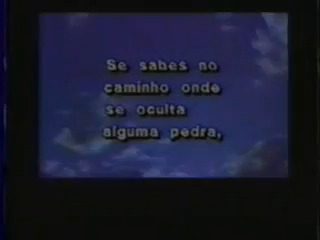 Se sabes no
caminho onde
se oculta
alguma pedra,